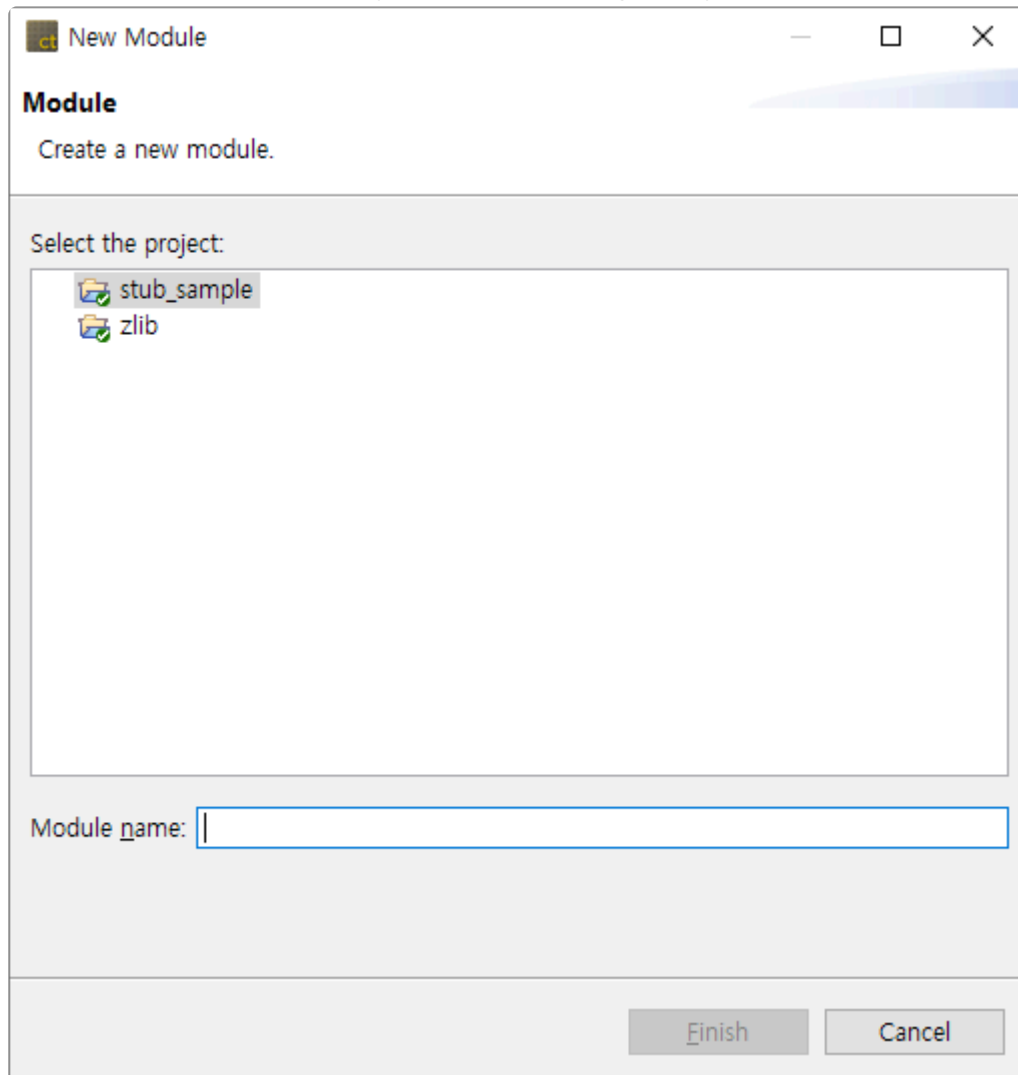 ct New Module
Module
Create a new module.
Select the project:
stub_sample
zlib
Module name:
Finish
Cancel